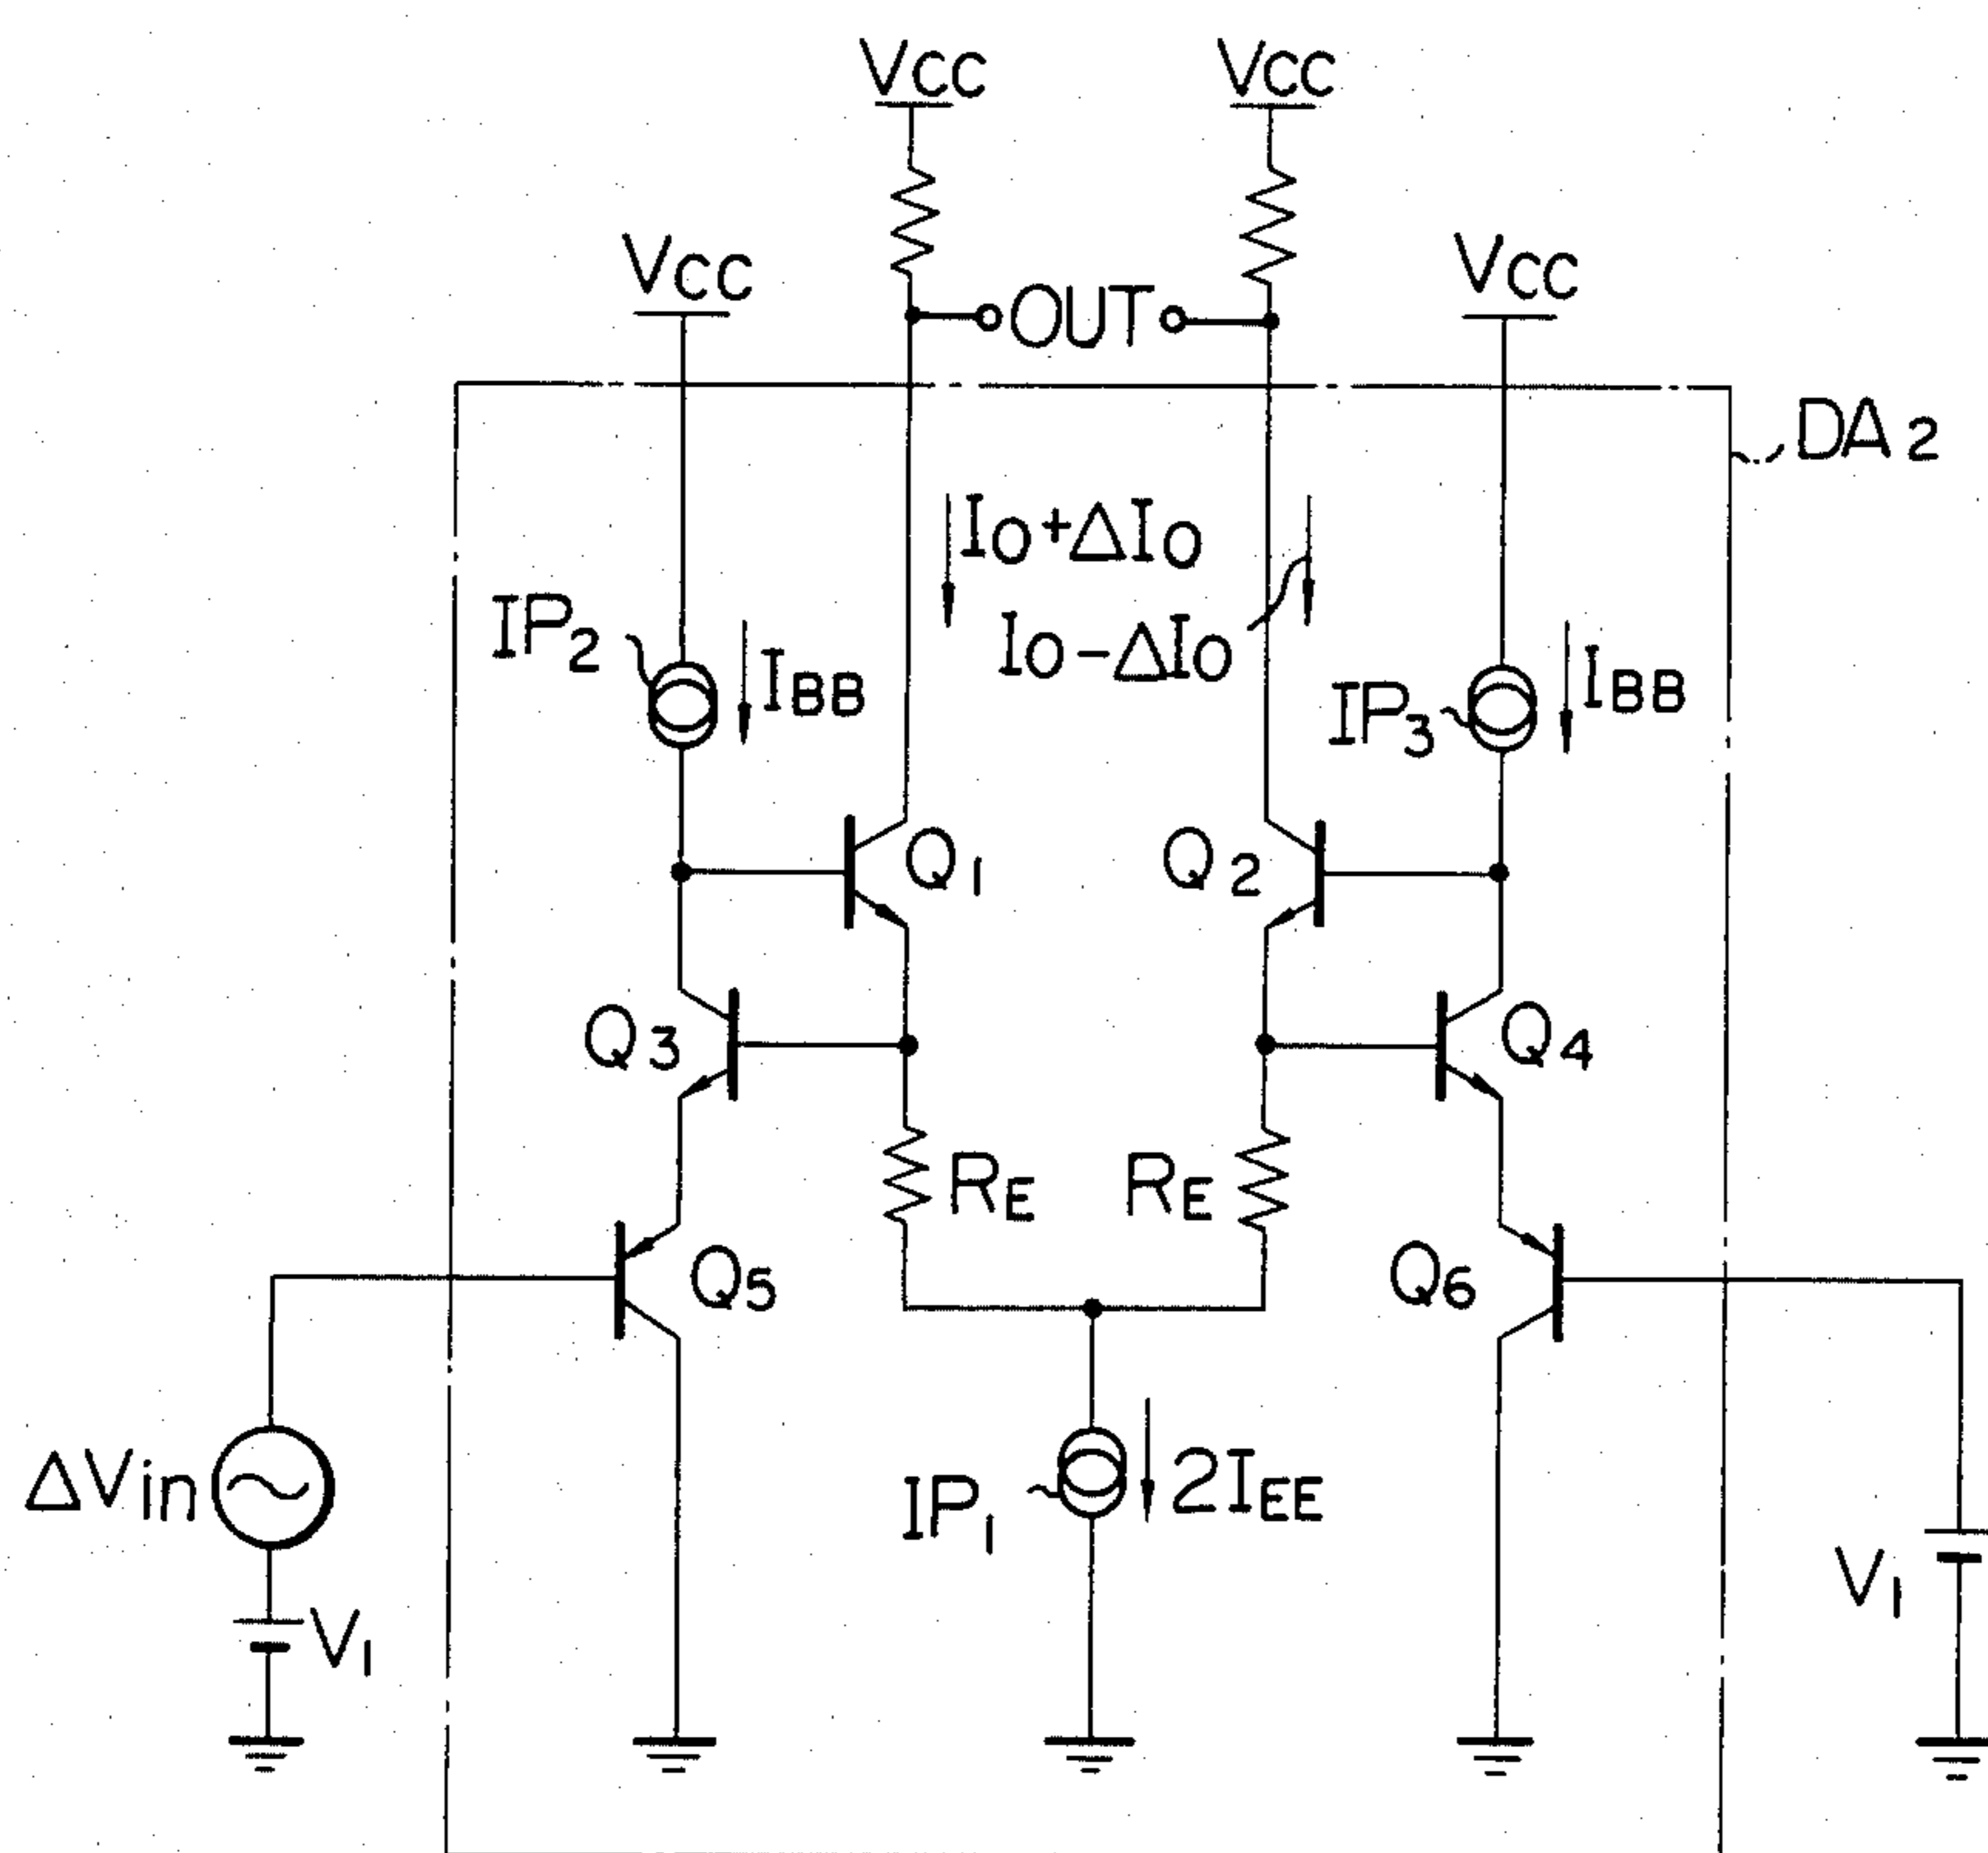 VCC VCC
VCC VCC
OUT
DA2
IO+ΔIO
IO-ΔIO
IP2 IBB IP3 IBB
Q1 Q2
Q3 Q4
RE RE
Q5 Q6
ΔVin IP1 2IEE
V1 V1